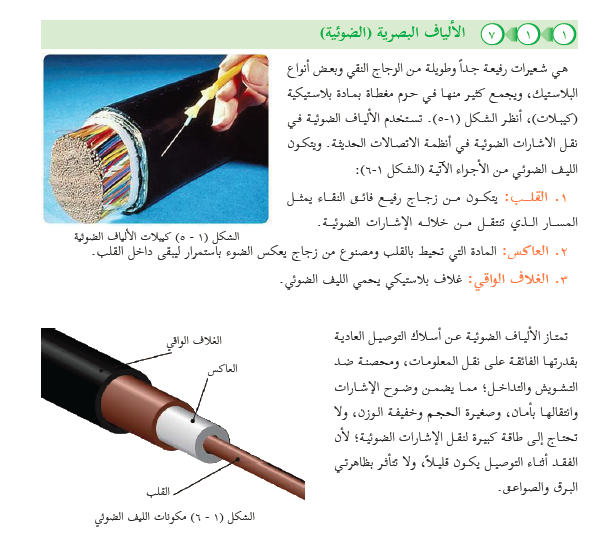 ١ ١ ٧ الألياف البصرية (الضوئية)
هي شعيرات رفيعة جداً وطويلة من الزجاج النقي وبعض أنواع
البلاستيك، ويجمع كثير منها في حزم مغطاة بمادة بلاستيكية
(كيبلات)، أنظر الشكل (١-٥). تستخدم الألياف الضوئية في
نقل الاشارات الضوئية في أنظمة الاتصالات الحديثة. ويتكون
الليف الضوئي من الأجزاء الآتية (الشكل ١-٦):
١. القلب: يتكون من زجاج رفيع فائق النقاء يمثل
المسار الذي تنتقل من خلاله الإشارات الضوئية.
الشكل (١ - ٥) كيبلات الألياف الضوئية
٢. العاكس: المادة التي تحيط بالقلب ومصنوع من زجاج يعكس الضوء باستمرار ليبقى داخل القلب.
٣. الغلاف الواقي: غلاف بلاستيكي يحمي الليف الضوئي.
تمتاز الألياف الضوئية عن أسلاك التوصيل العادية
بقدرتها الفائقة على نقل المعلومات، ومحصنة ضد
التشويش والتداخل؛ مما يضمن وضوح الإشارات
وانتقالها بأمان، وصغيرة الحجم وخفيفة الوزن، ولا
تحتاج إلى طاقة كبيرة لنقل الإشارات الضوئية؛ لأن
الفقد أثناء التوصيل يكون قليلاً، ولا تتأثر بظاهرتي
البرق والصواعق.
الغلاف الواقي
العاكس
القلب
الشكل (١ - ٦) مكونات الليف الضوئي